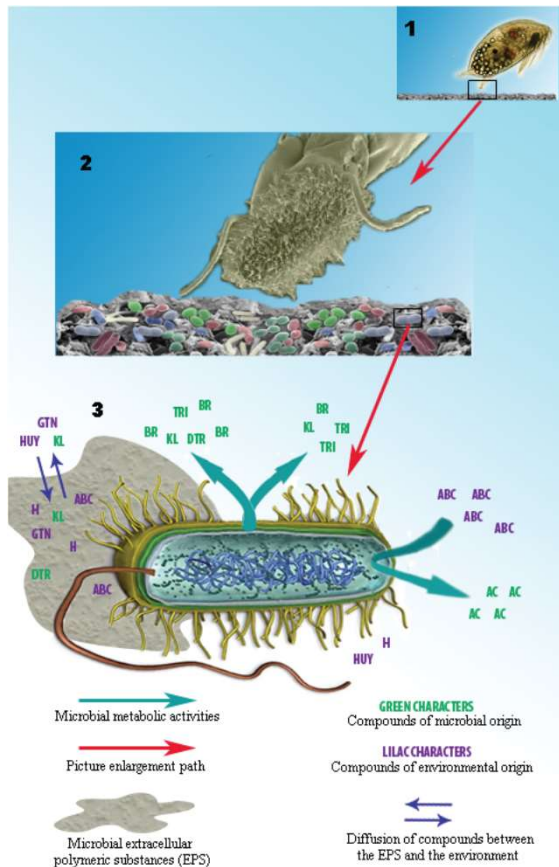 1
2
3
TRI BR
BR KL DTR BR
BR
KL TRI
TRI
GTN
HUY KL
ABC
H KL
GTN H
DTR
ABC
ABC ABC
ABC ABC
AC AC
AC AC
H
HUY
Microbial metabolic activities
GREEN CHARACTERS
Compounds of microbial origin
Picture enlargement path
LILAC CHARACTERS
Compounds of environmental origin
Microbial extracellular
polymeric substances (EPS)
Diffusion of compounds between
the EPS and the environment